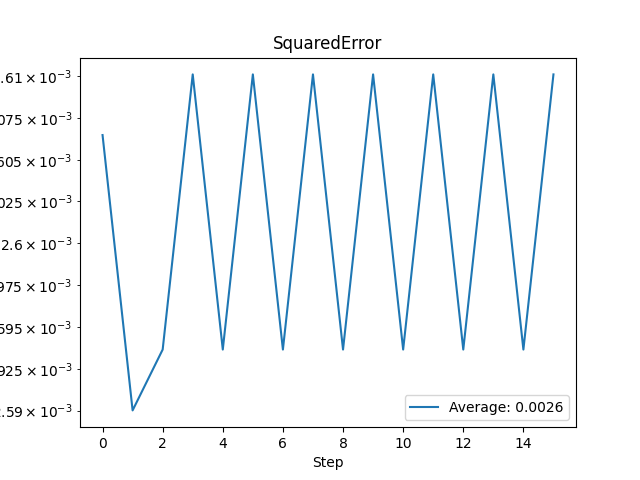 SquaredError
.61 × 10⁻³
075 × 10⁻³
605 × 10⁻³
025 × 10⁻³
2.6 × 10⁻³
975 × 10⁻³
595 × 10⁻³
925 × 10⁻³
2.59 × 10⁻³
Average: 0.0026
0 2 4 6 8 10 12 14
Step